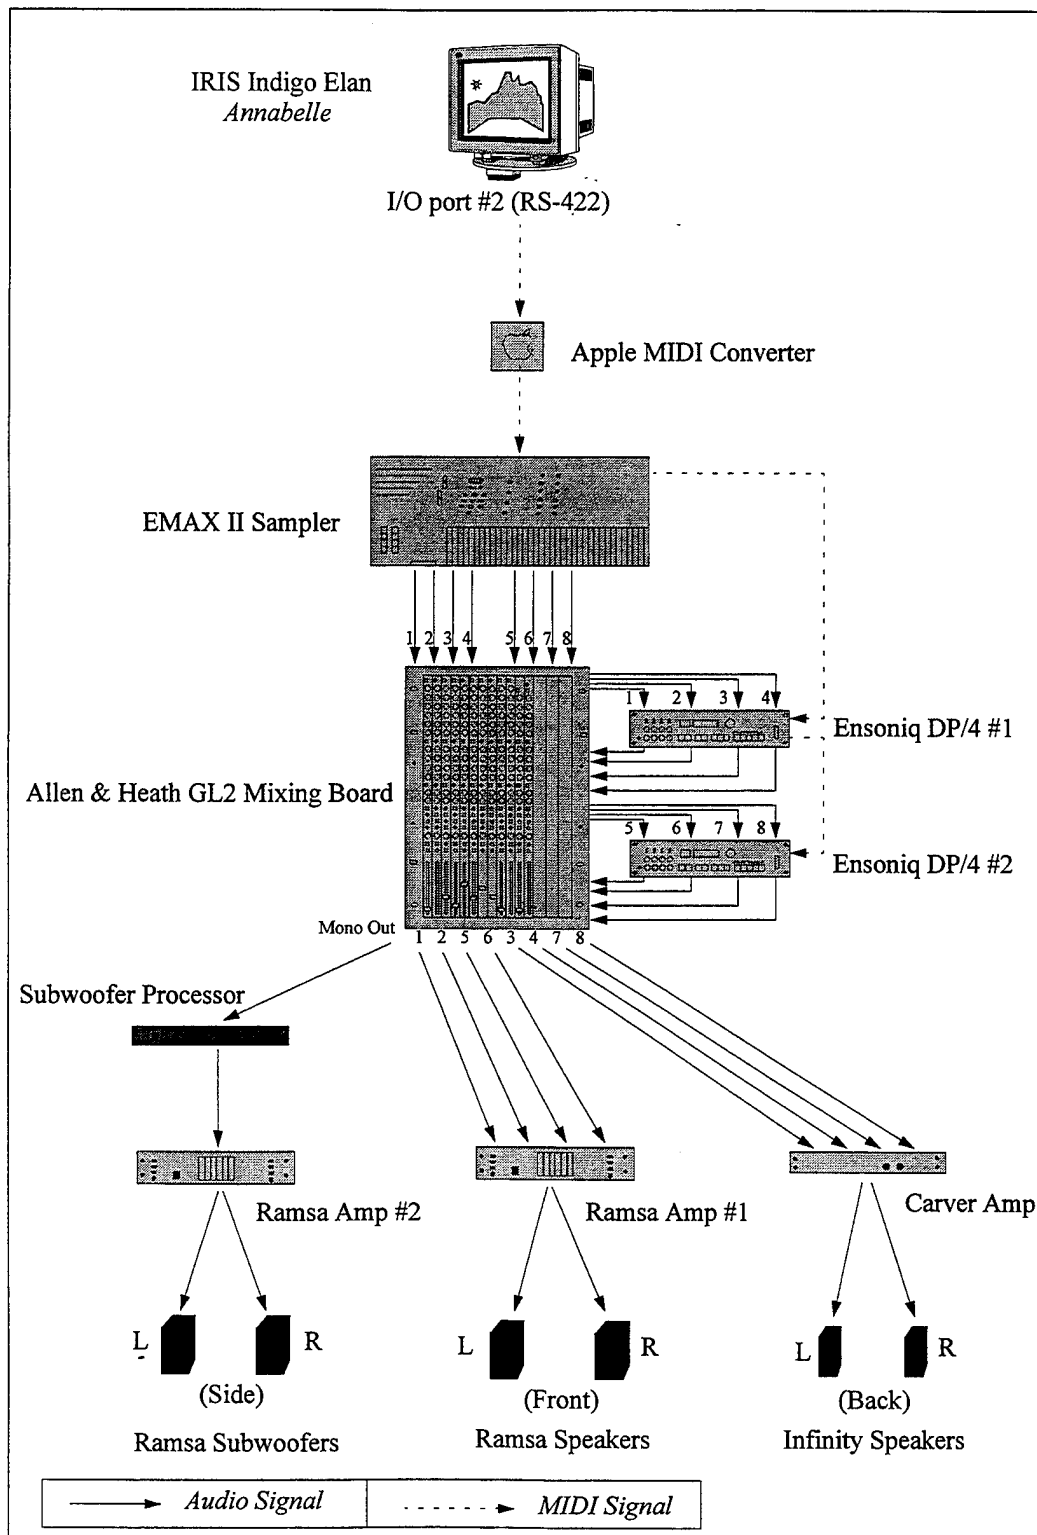 IRIS Indigo Elan
Annabelle
I/O port #2 (RS-422)
Apple MIDI Converter
EMAX II Sampler
1 2 3 4 5 6 7 8
1 2 3 4
Ensoniq DP/4 #1
Allen & Heath GL2 Mixing Board
5 6 7 8
Ensoniq DP/4 #2
Mono Out
1 2 5 6 3 4 7 8
Subwoofer Processor
Ramsa Amp #2
Ramsa Amp #1
Carver Amp
L R
L R
L R
(Side)
(Front)
(Back)
Ramsa Subwoofers
Ramsa Speakers
Infinity Speakers
Audio Signal
MIDI Signal